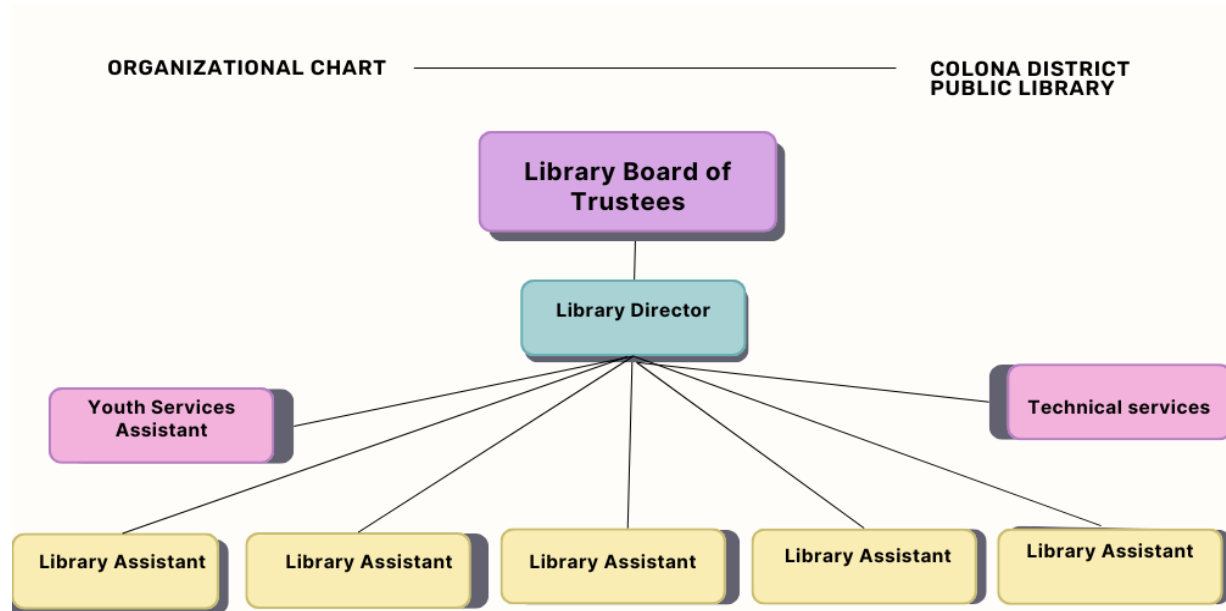 ORGANIZATIONAL CHART
COLONA DISTRICT
PUBLIC LIBRARY
Library Board of
Trustees
Library Director
Youth Services
Assistant
Technical services
Library Assistant
Library Assistant
Library Assistant
Library Assistant
Library Assistant